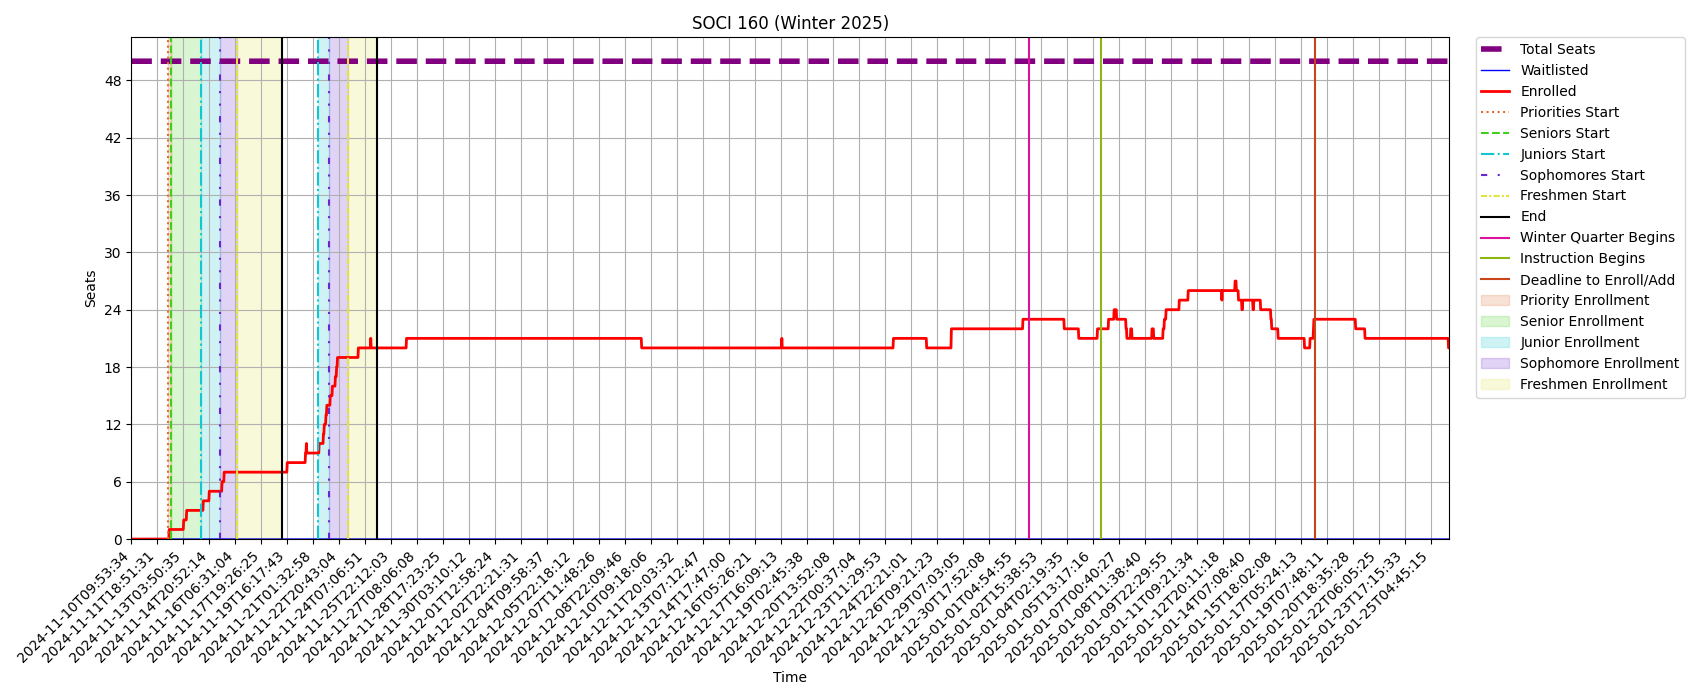 SOCI 160 (Winter 2025)
Seats
48
42
36
30
24
18
12
6
0
2024-11-10T09:53:34
2024-11-11T18:51:31
2024-11-13T03:50:35
2024-11-14T20:52:14
2024-11-16T06:31:04
2024-11-17T19:26:25
2024-11-19T16:17:43
2024-11-21T01:32:58
2024-11-22T20:43:04
2024-11-24T07:06:51
2024-11-25T22:12:03
2024-11-27T08:06:08
2024-11-28T17:23:25
2024-11-30T03:10:12
2024-12-01T12:58:24
2024-12-02T22:21:31
2024-12-04T09:58:37
2024-12-05T22:18:12
2024-12-07T11:48:26
2024-12-08T22:09:46
2024-12-10T09:18:06
2024-12-11T20:03:32
2024-12-13T07:12:47
2024-12-14T17:47:00
2024-12-16T05:26:21
2024-12-17T16:09:13
2024-12-19T02:45:38
2024-12-20T13:52:08
2024-12-22T00:37:04
2024-12-23T11:29:53
2024-12-24T22:21:01
2024-12-26T09:21:23
2024-12-29T07:03:05
2024-12-30T17:52:08
2025-01-01T04:54:55
2025-01-02T15:38:53
2025-01-04T02:19:35
2025-01-05T13:17:16
2025-01-07T00:40:27
2025-01-08T11:38:40
2025-01-09T22:29:55
2025-01-11T09:21:34
2025-01-12T20:11:18
2025-01-14T07:08:40
2025-01-15T18:02:08
2025-01-17T05:24:13
2025-01-19T07:48:11
2025-01-20T18:35:28
2025-01-22T06:05:25
2025-01-23T17:15:33
2025-01-25T04:45:15
Time
Total Seats
Waitlisted
Enrolled
Priorities Start
Seniors Start
Juniors Start
Sophomores Start
Freshmen Start
End
Winter Quarter Begins
Instruction Begins
Deadline to Enroll/Add
Priority Enrollment
Senior Enrollment
Junior Enrollment
Sophomore Enrollment
Freshmen Enrollment